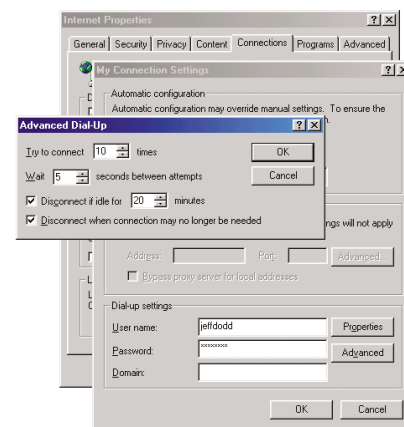 Internet Properties
General Security Privacy Content Connections Programs Advanced
My Connection Settings
Automatic configuration
Automatic configuration may override manual settings. To ensure the
Advanced Dial-Up
Try to connect 10 times
OK
Wait 5 seconds between attempts
Cancel
Disconnect if idle for 20 minutes
Disconnect when connection may no longer be needed
ngs will not apply
Address: Port: Advanced...
Bypass proxy server for local addresses
Dial-up settings
User name: jeffdodd Properties
Password: xxxxxxxx Advanced
Domain:
OK Cancel